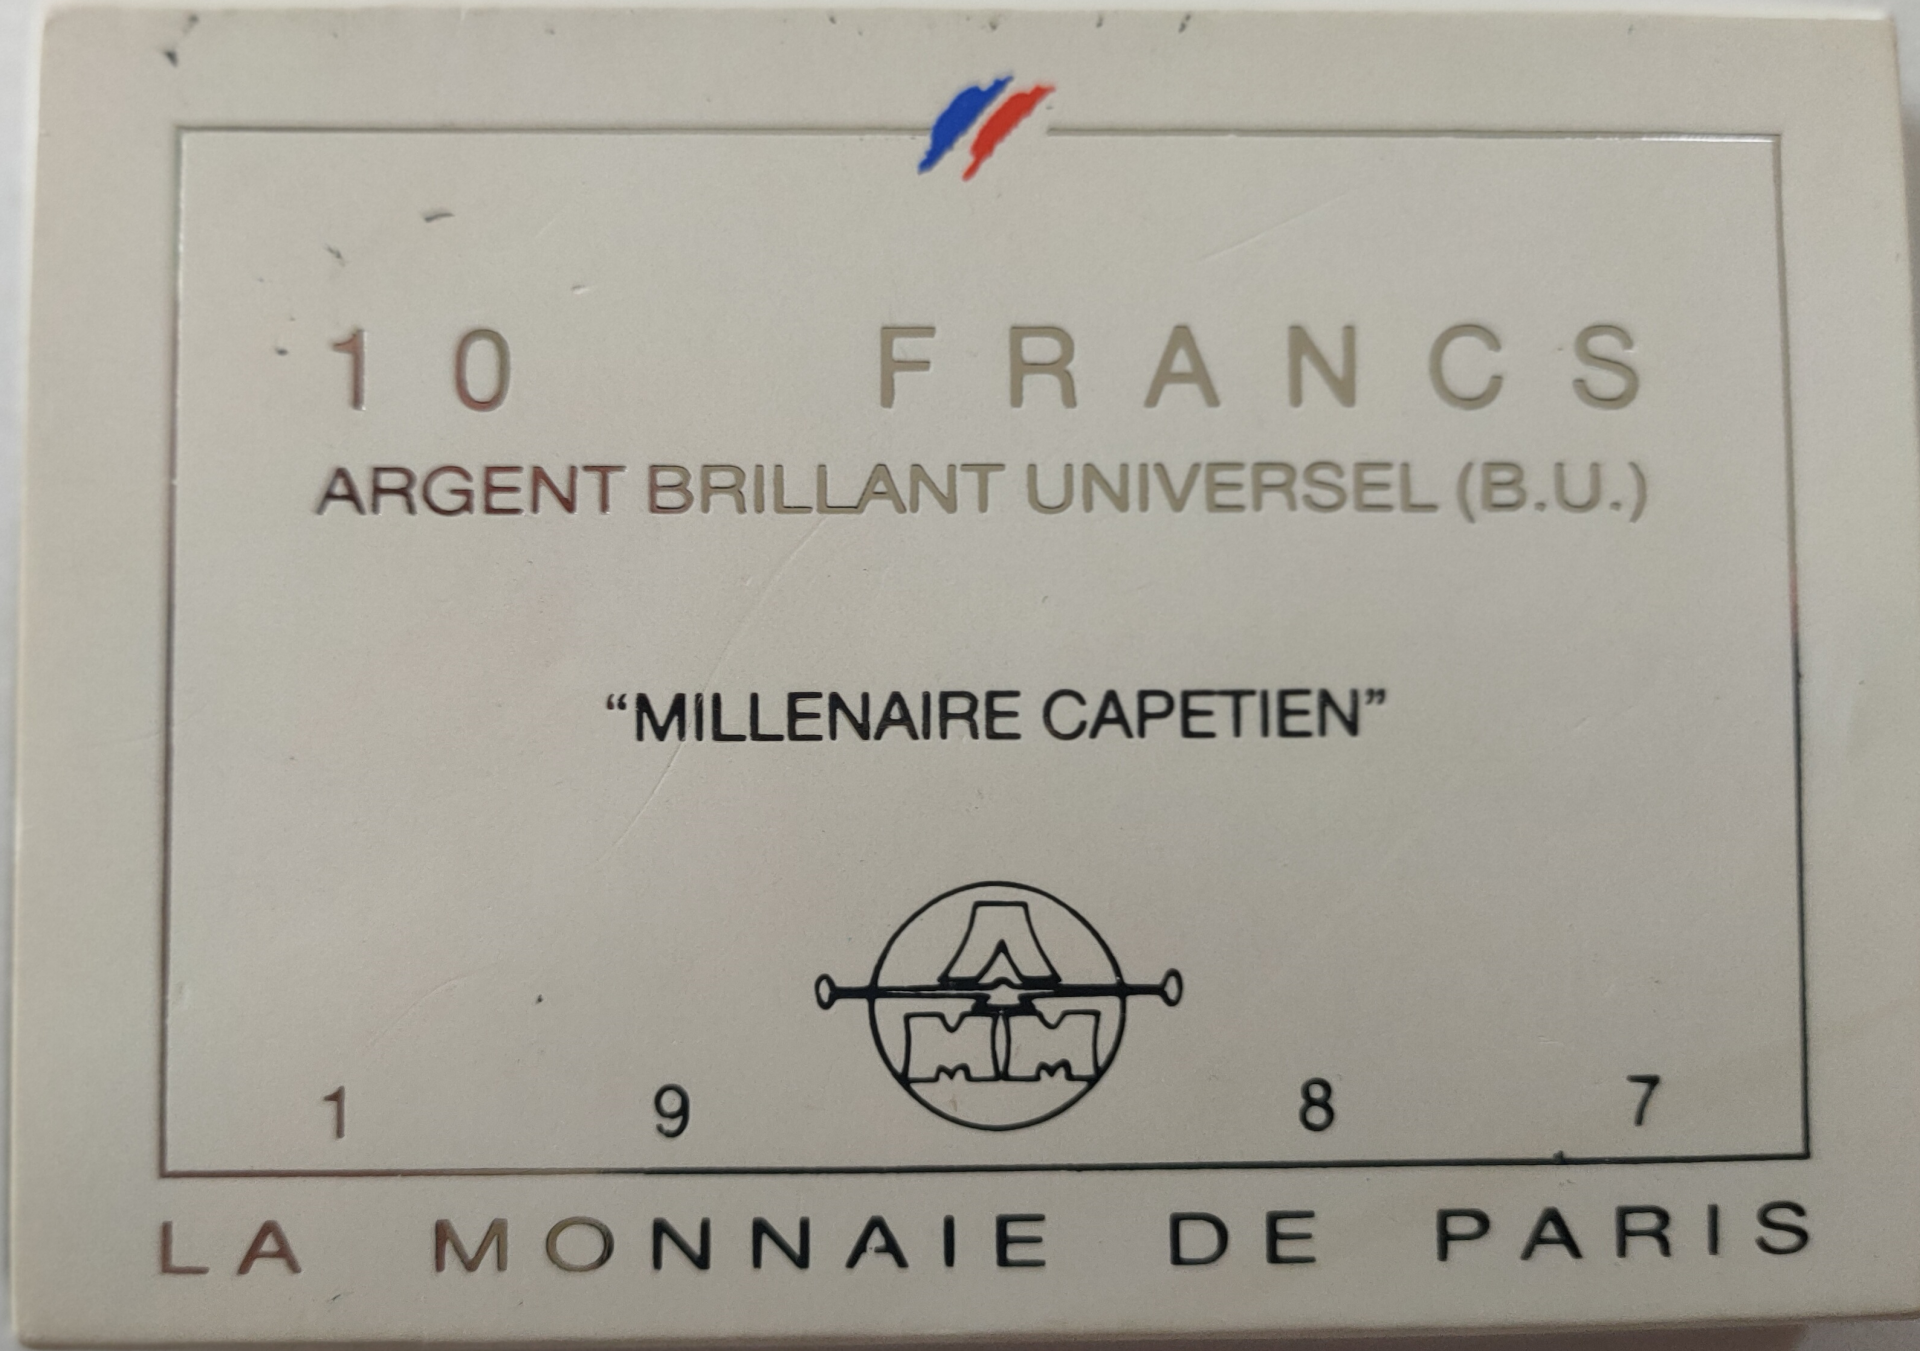 10 FRANCS
ARGENT BRILLANT UNIVERSEL (B.U.)
“MILLENAIRE CAPETIEN”
1 9 8 7
LA MONNAIE DE PARIS